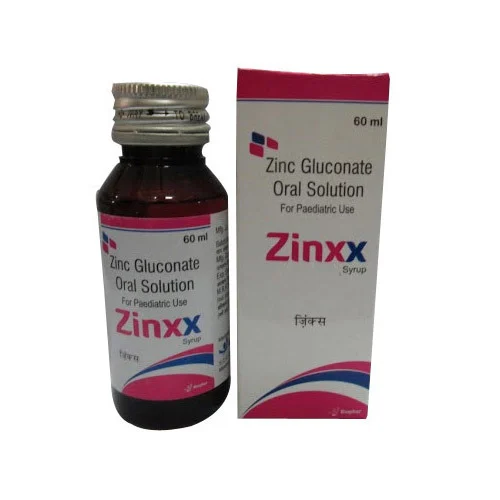 60 ml
Zinc Gluconate
Oral Solution
For Paediatric Use
Zinxx
Syrup
ज़िंक्स
60 ml
Zinc Gluconate
Oral Solution
For Paediatric Use
Zinxx
Syrup
ज़िंक्स